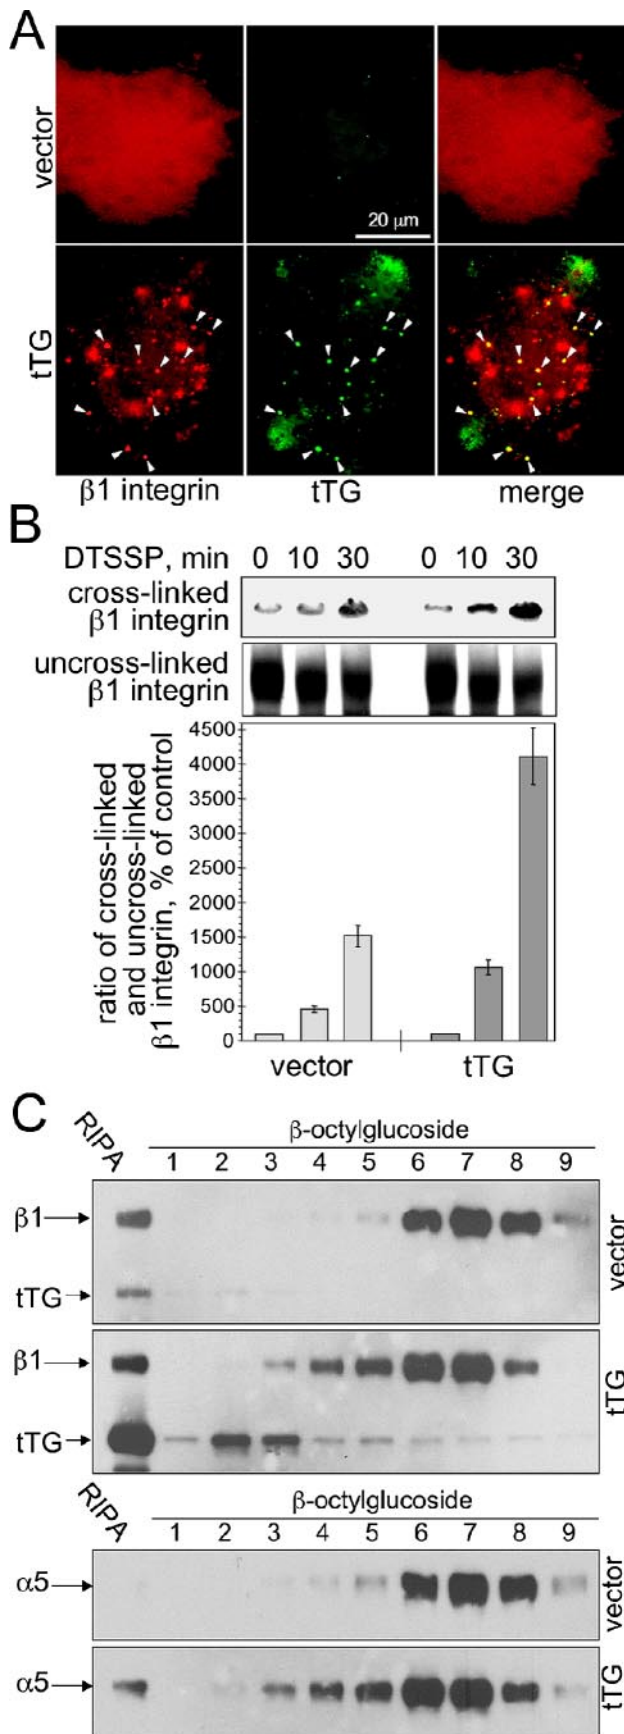 A
vector
20 μm
tTG
β1 integrin tTG merge
B
DTSSP, min 0 10 30 0 10 30
cross-linked
β1 integrin
uncross-linked
β1 integrin
ratio of cross-linked
and uncross-linked
β1 integrin, % of control
4500
4000
3500
3000
2500
2000
1500
1000
500
0
vector tTG
C
RIPA
β-octylglucoside
1 2 3 4 5 6 7 8 9
β1
tTG
vector
β1
tTG
tTG
RIPA
β-octylglucoside
1 2 3 4 5 6 7 8 9
α5
vector
α5
tTG